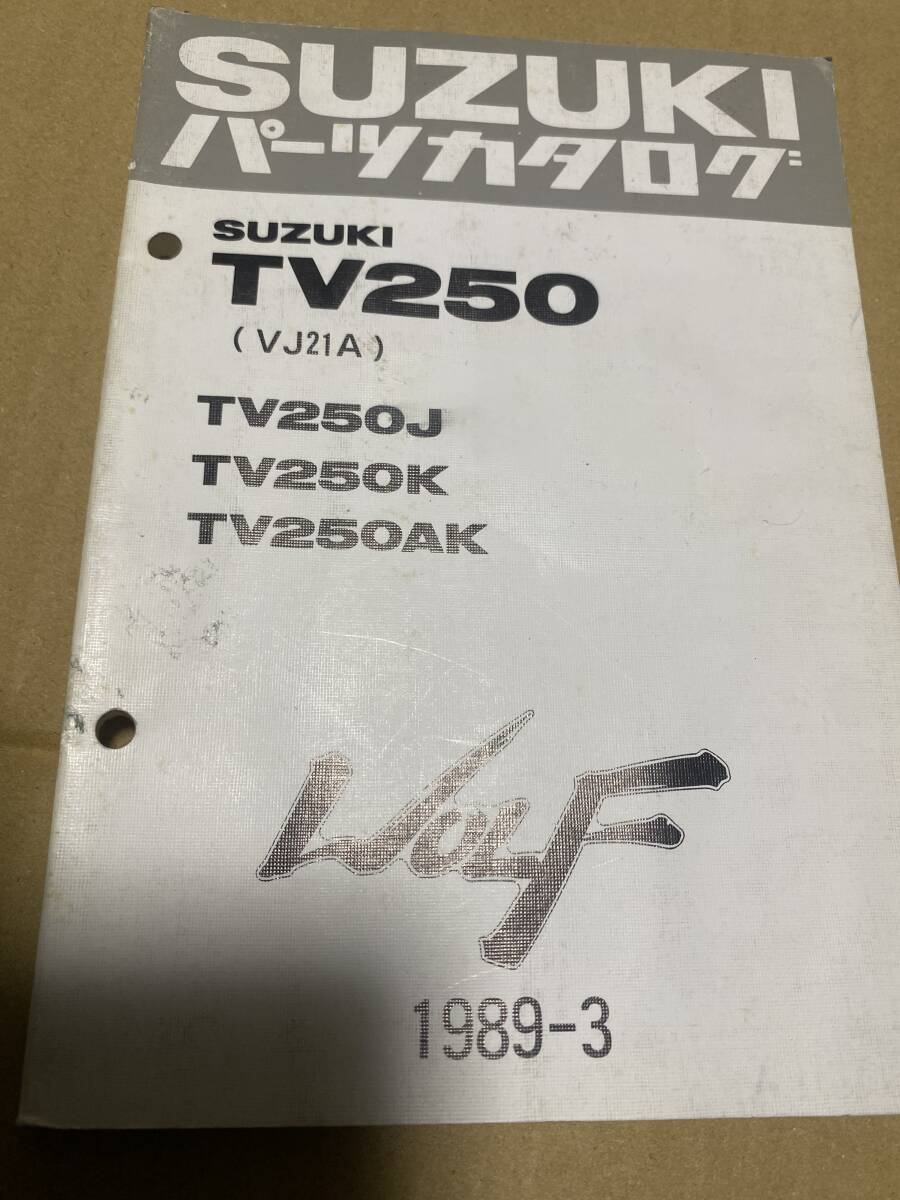 SUZUKI
パーツカタログ
SUZUKI
TV250
(VJ21A)
TV250J
TV250K
TV250AK
WOLF
1989-3